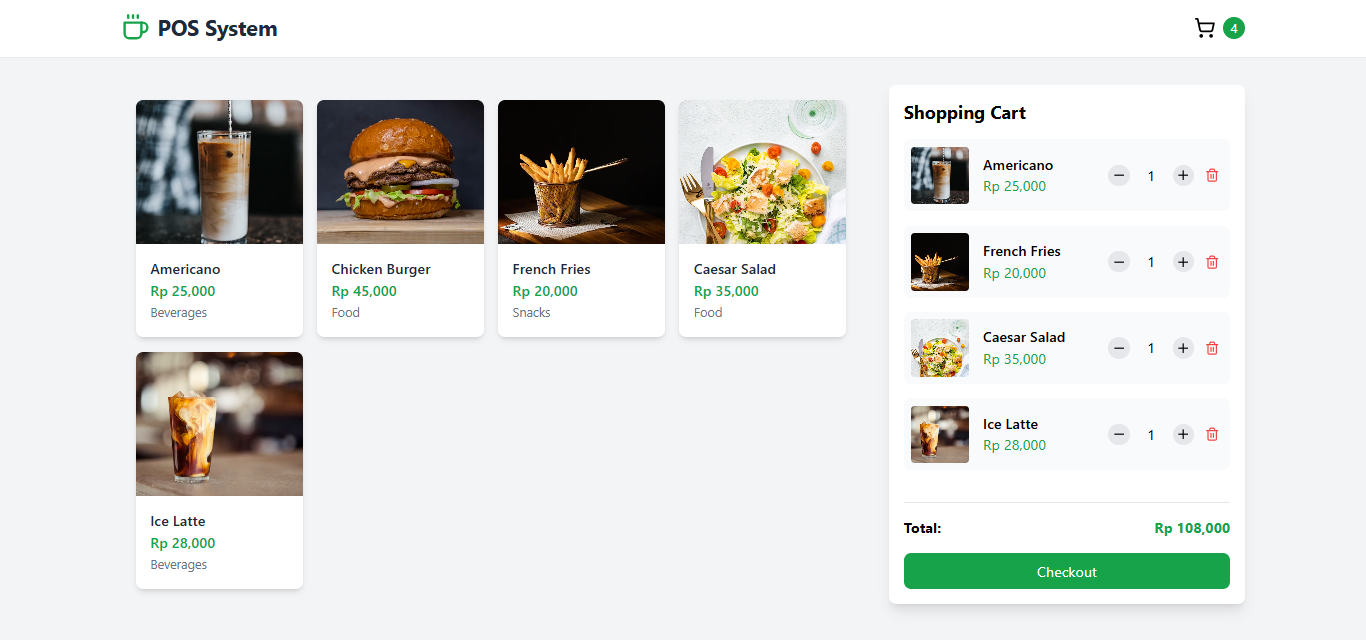 POS System
4
Americano
Rp 25,000
Beverages
Chicken Burger
Rp 45,000
Food
French Fries
Rp 20,000
Snacks
Caesar Salad
Rp 35,000
Food
Ice Latte
Rp 28,000
Beverages
Shopping Cart
Americano
Rp 25,000
1
French Fries
Rp 20,000
1
Caesar Salad
Rp 35,000
1
Ice Latte
Rp 28,000
1
Total: Rp 108,000
Checkout